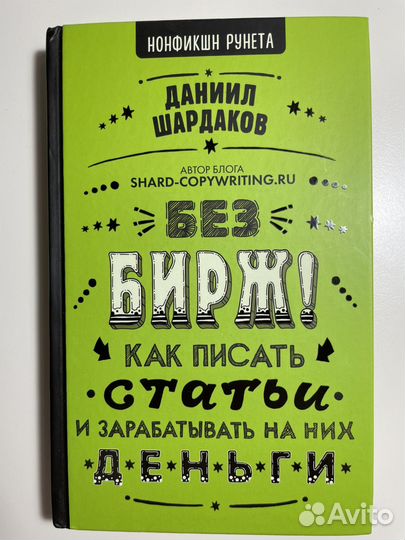 НОНФИКШН РУНЕТА
ДАНИИЛ
ШАРДАКОВ
АВТОР БЛОГА
SHARD-COPYWRITING.RU
БЕЗ
БИРЖ!
КАК ПИСАТЬ
СТАТЬИ
И ЗАРАБАТЫВАТЬ НА НИХ
ДЕНЬГИ
Avito